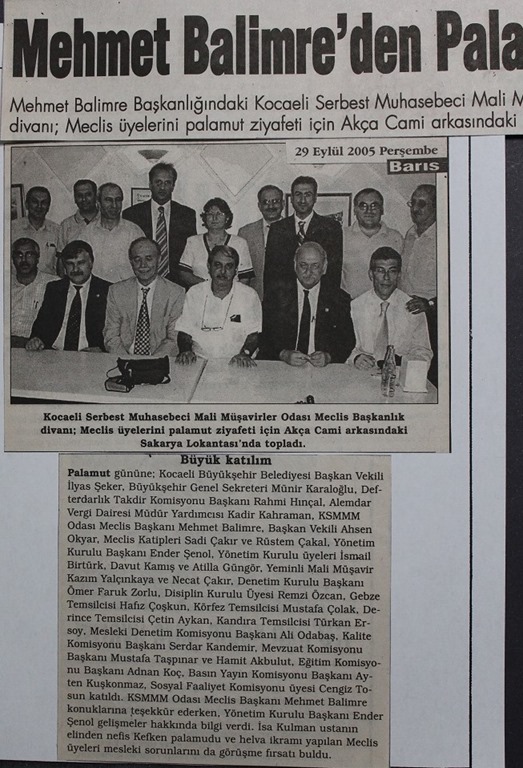 Mehmet Balimre'den Pala
Mehmet Balimre Başkanlığındaki Kocaeli Serbest Muhasebeci Mali M
divanı; Meclis üyelerini palamut ziyafeti için Akça Cami arkasındaki
29 Eylül 2005 Perşembe
Barış
Kocaeli Serbest Muhasebeci Mali Müşavirler Odası Meclis Başkanlık
divanı; Meclis üyelerini palamut ziyafeti için Akça Cami arkasındaki
Sakarya Lokantası'nda topladı.
Büyük katılım
Palamut gününe; Kocaeli Büyükşehir Belediyesi Başkan Vekili
İlyas Şeker, Büyükşehir Genel Sekreteri Münir Karaloğlu, Def-
terdarlık Takdir Komisyonu Başkanı Rahmi Hınçal, Alemdar
Vergi Dairesi Müdür Yardımcısı Kadir Kahraman, KSMMM
Odası Meclis Başkanı Mehmet Balimre, Başkan Vekili Ahsen
Okyar, Meclis Katipleri Sadi Çakır ve Rüstem Çakal, Yönetim
Kurulu Başkanı Ender Şenol, Yönetim Kurulu üyeleri İsmail
Birtürk, Davut Kamış ve Atilla Güngör, Yeminli Mali Müşavir
Kazım Yalçınkaya ve Necat Çakır, Denetim Kurulu Başkanı
Ömer Faruk Zorlu, Disiplin Kurulu Üyesi Remzi Özcan, Gebze
Temsilcisi Hafız Çoşkun, Körfez Temsilcisi Mustafa Çolak, De-
rince Temsilcisi Çetin Aykan, Kandıra Temsilcisi Türkan Er-
soy, Mesleki Denetim Komisyonu Başkanı Ali Odabaş, Kalite
Komisyonu Başkanı Serdar Kandemir, Mevzuat Komisyonu
Başkanı Mustafa Taşpınar ve Hamit Akbulut, Eğitim Komisyo-
nu Başkanı Adnan Koç, Basın Yayın Komisyonu Başkanı Ay-
ten Kuşkonmaz, Sosyal Faaliyet Komisyonu üyesi Cengiz To-
sun katıldı. KSMMM Odası Meclis Başkanı Mehmet Balimre
konuklarına teşekkür ederken, Yönetim Kurulu Başkanı Ender
Şenol gelişmeler hakkında bilgi verdi. İsa Kulman ustanın
elinden nefis Kefken palamudu ve helva ikramı yapılan Meclis
üyeleri mesleki sorunlarını da görüşme fırsatı buldu.